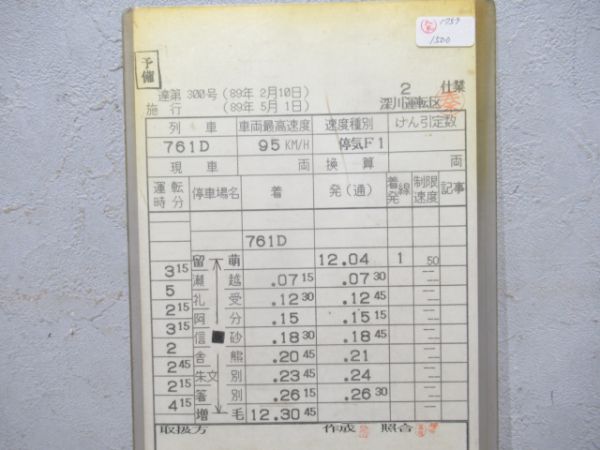 1757
1500
予備
達第 300号 (89年 2月10日)
施 行 (89年 5月 1日)
2 仕業
深川運転区
列 車 車両最高速度 速度種別 けん引定数
761D 95 KM/H 停気F1
現 車 両 換 算 両
運転時分 停車場名 着 発(通) 着発線 制限速度 記事
761D
留 萌 12.04 1 50
3 15
瀬 越 .07 15 .07 30
5
礼 受 .12 30 .12 45
2 15
阿 分 .15 .15 15
3 15
信 砂 .18 30 .18 45
2
舎 熊 .20 45 .21
2 45
朱文 別 .23 45 .24
2 15
箸 別 .26 15 .26 30
4 15
増 毛 12.30 45
取扱方 作成 照合